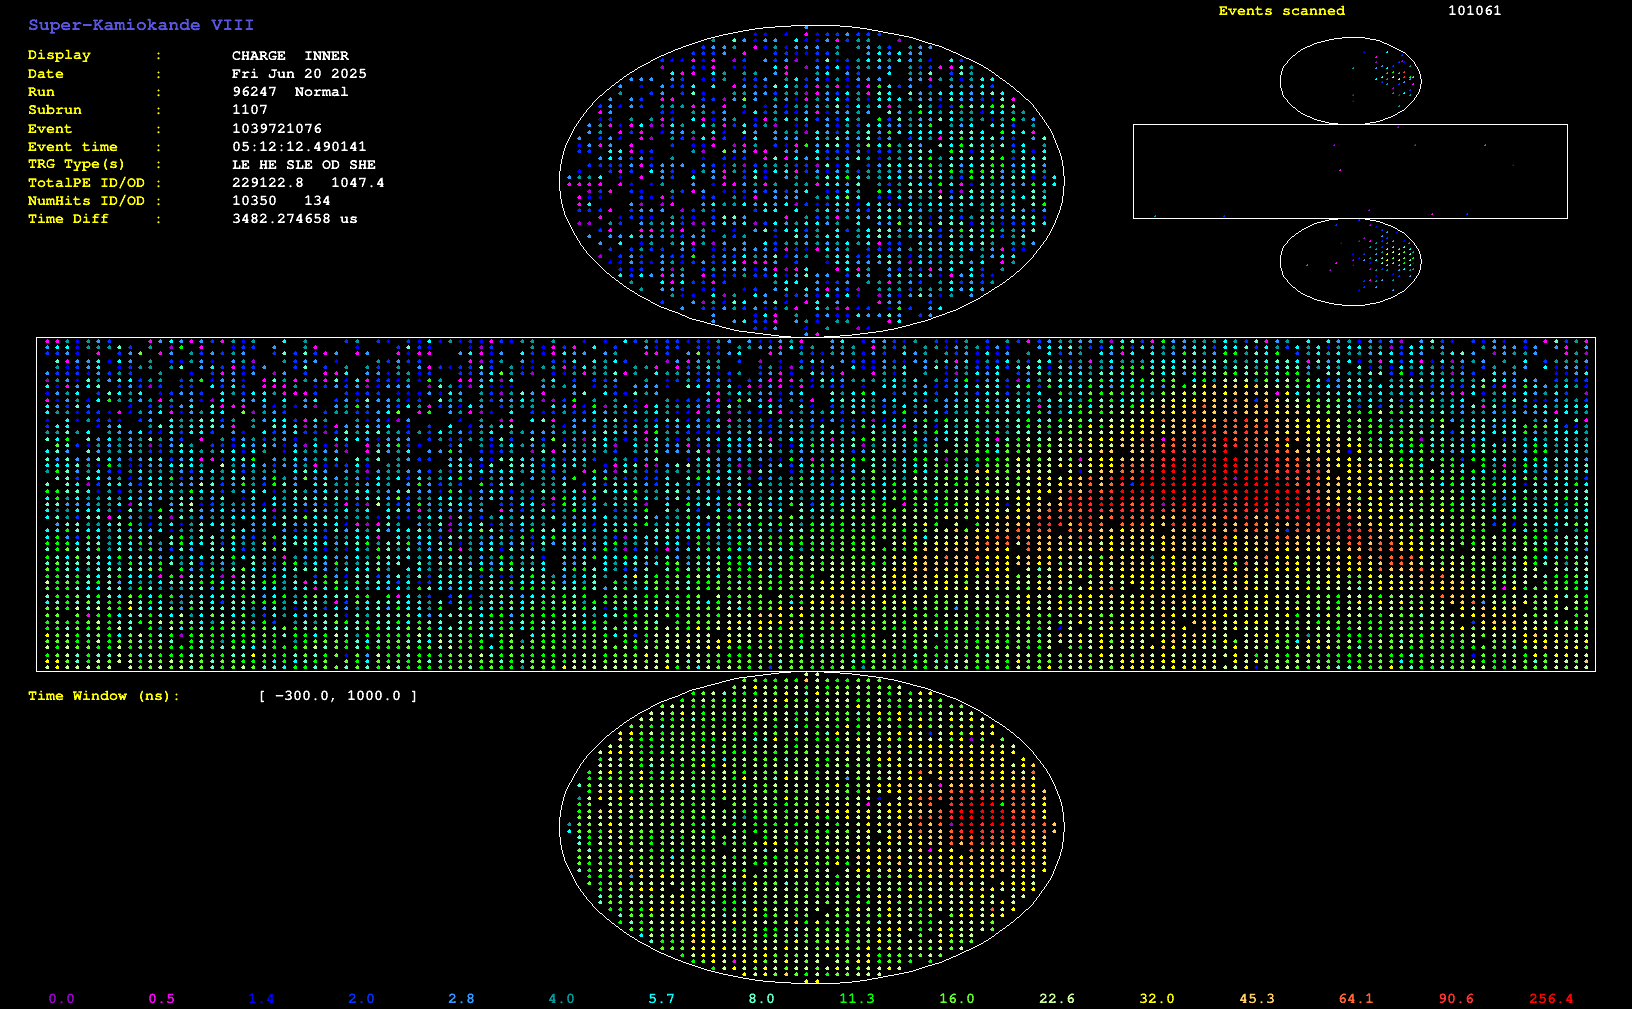 Super-Kamiokande VIII
Events scanned 101061
Display : CHARGE INNER
Date : Fri Jun 20 2025
Run : 96247 Normal
Subrun : 1107
Event : 1039721076
Event time : 05:12:12.490141
TRG Type(s) : LE HE SLE OD SHE
TotalPE ID/OD : 229122.8 1047.4
NumHits ID/OD : 10350 134
Time Diff : 3482.274658 us
Time Window (ns): [ -300.0, 1000.0 ]
0.0 0.5 1.4 2.0 2.8 4.0 5.7 8.0 11.3 16.0 22.6 32.0 45.3 64.1 90.6 256.4